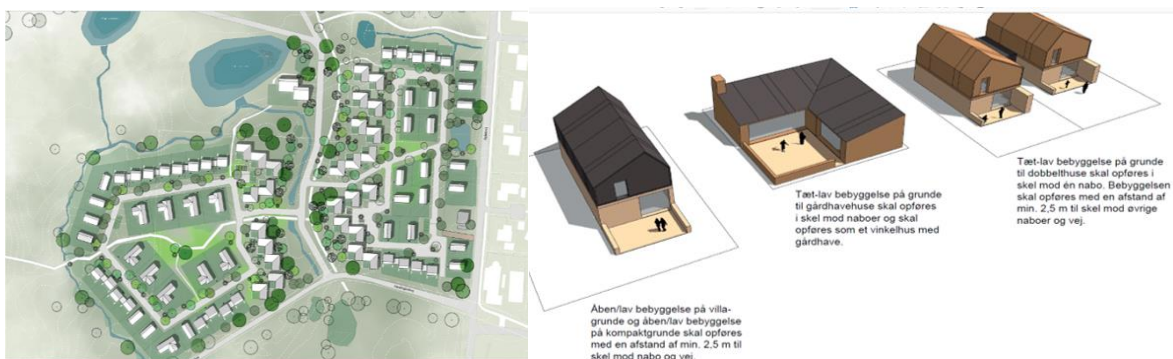 Åben/lav bebyggelse på villa-
grunde og åben/lav bebyggelse
på kompaktgrunde skal opføres
med en afstand af min. 2,5 m til
skel mod nabo og vej.
Tæt-lav bebyggelse på grunde
til gårdhavehuse skal opføres
i skel mod naboer og skal
opføres som et vinkelhus med
gårdhave.
Tæt-lav bebyggelse på grunde
til dobbelthuse skal opføres i
skel mod én nabo. Bebyggelsen
skal opføres med en afstand af
min. 2,5 m til skel mod øvrige
naboer og vej.